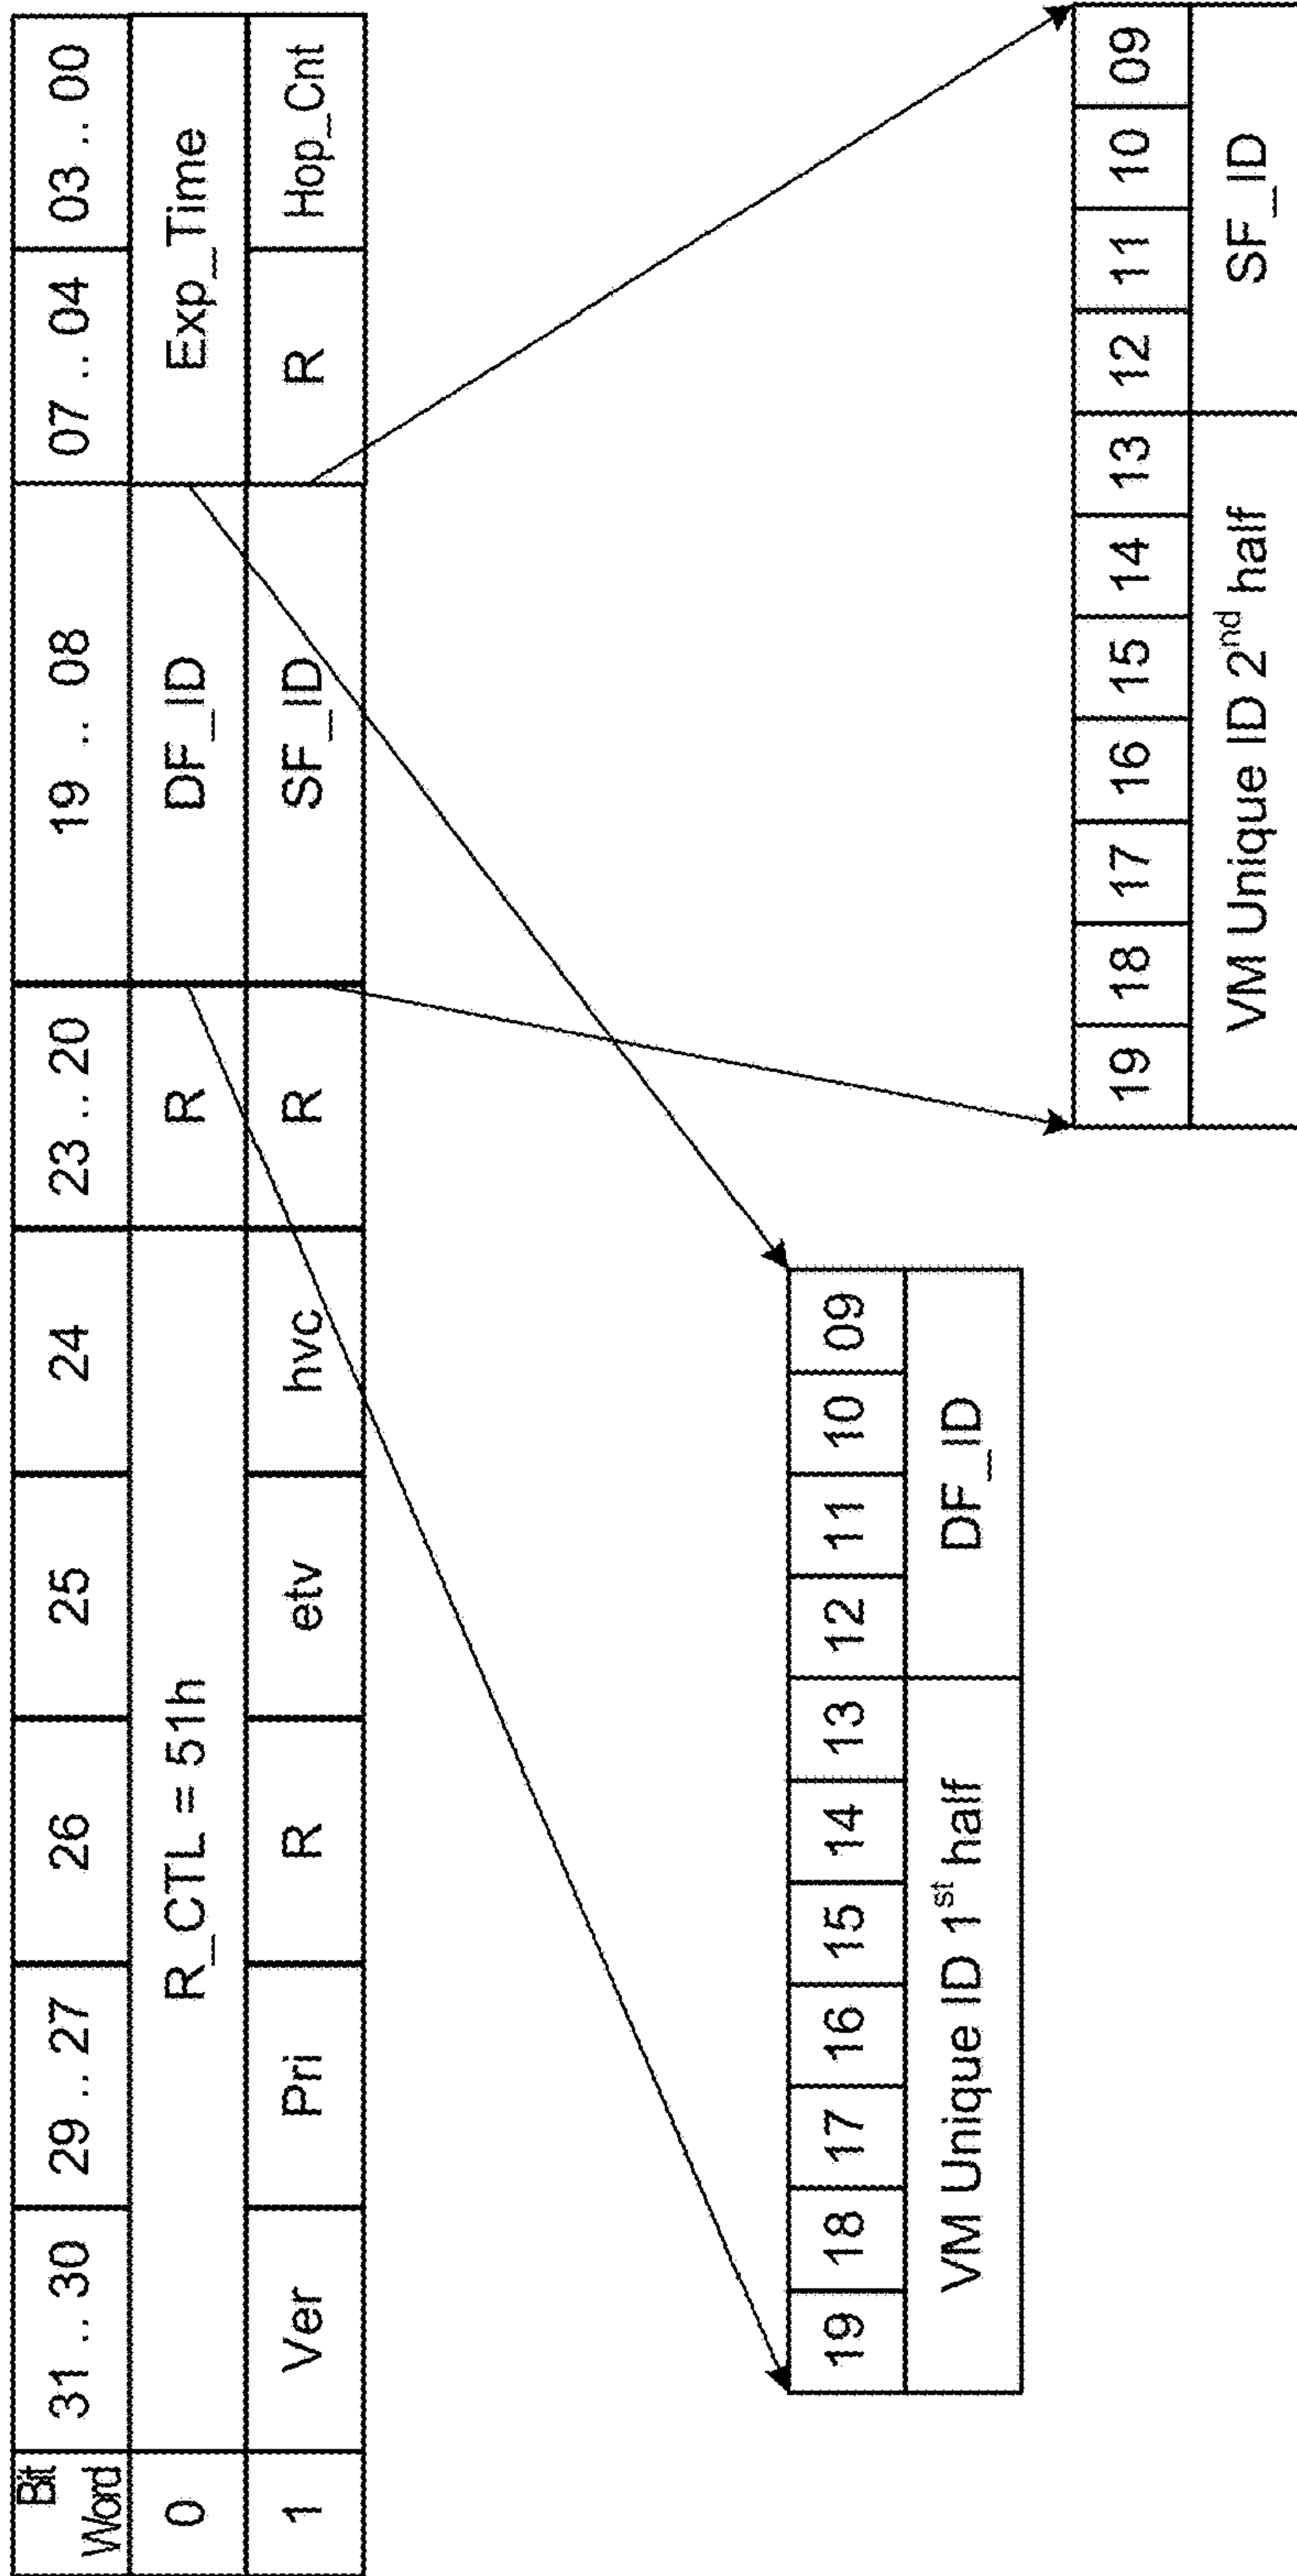 Bit Word 31 .. 30 29 .. 27 26 25 24 23 .. 20 19 .. 08 07 .. 04 03 .. 00
0 R_CTL = 51h R DF_ID Exp_Time
1 Ver Pri R etv hvc R SF_ID R Hop_Cnt
19 18 17 16 15 14 13 12 11 10 09
VM Unique ID 1st half DF_ID
19 18 17 16 15 14 13 12 11 10 09
VM Unique ID 2nd half SF_ID